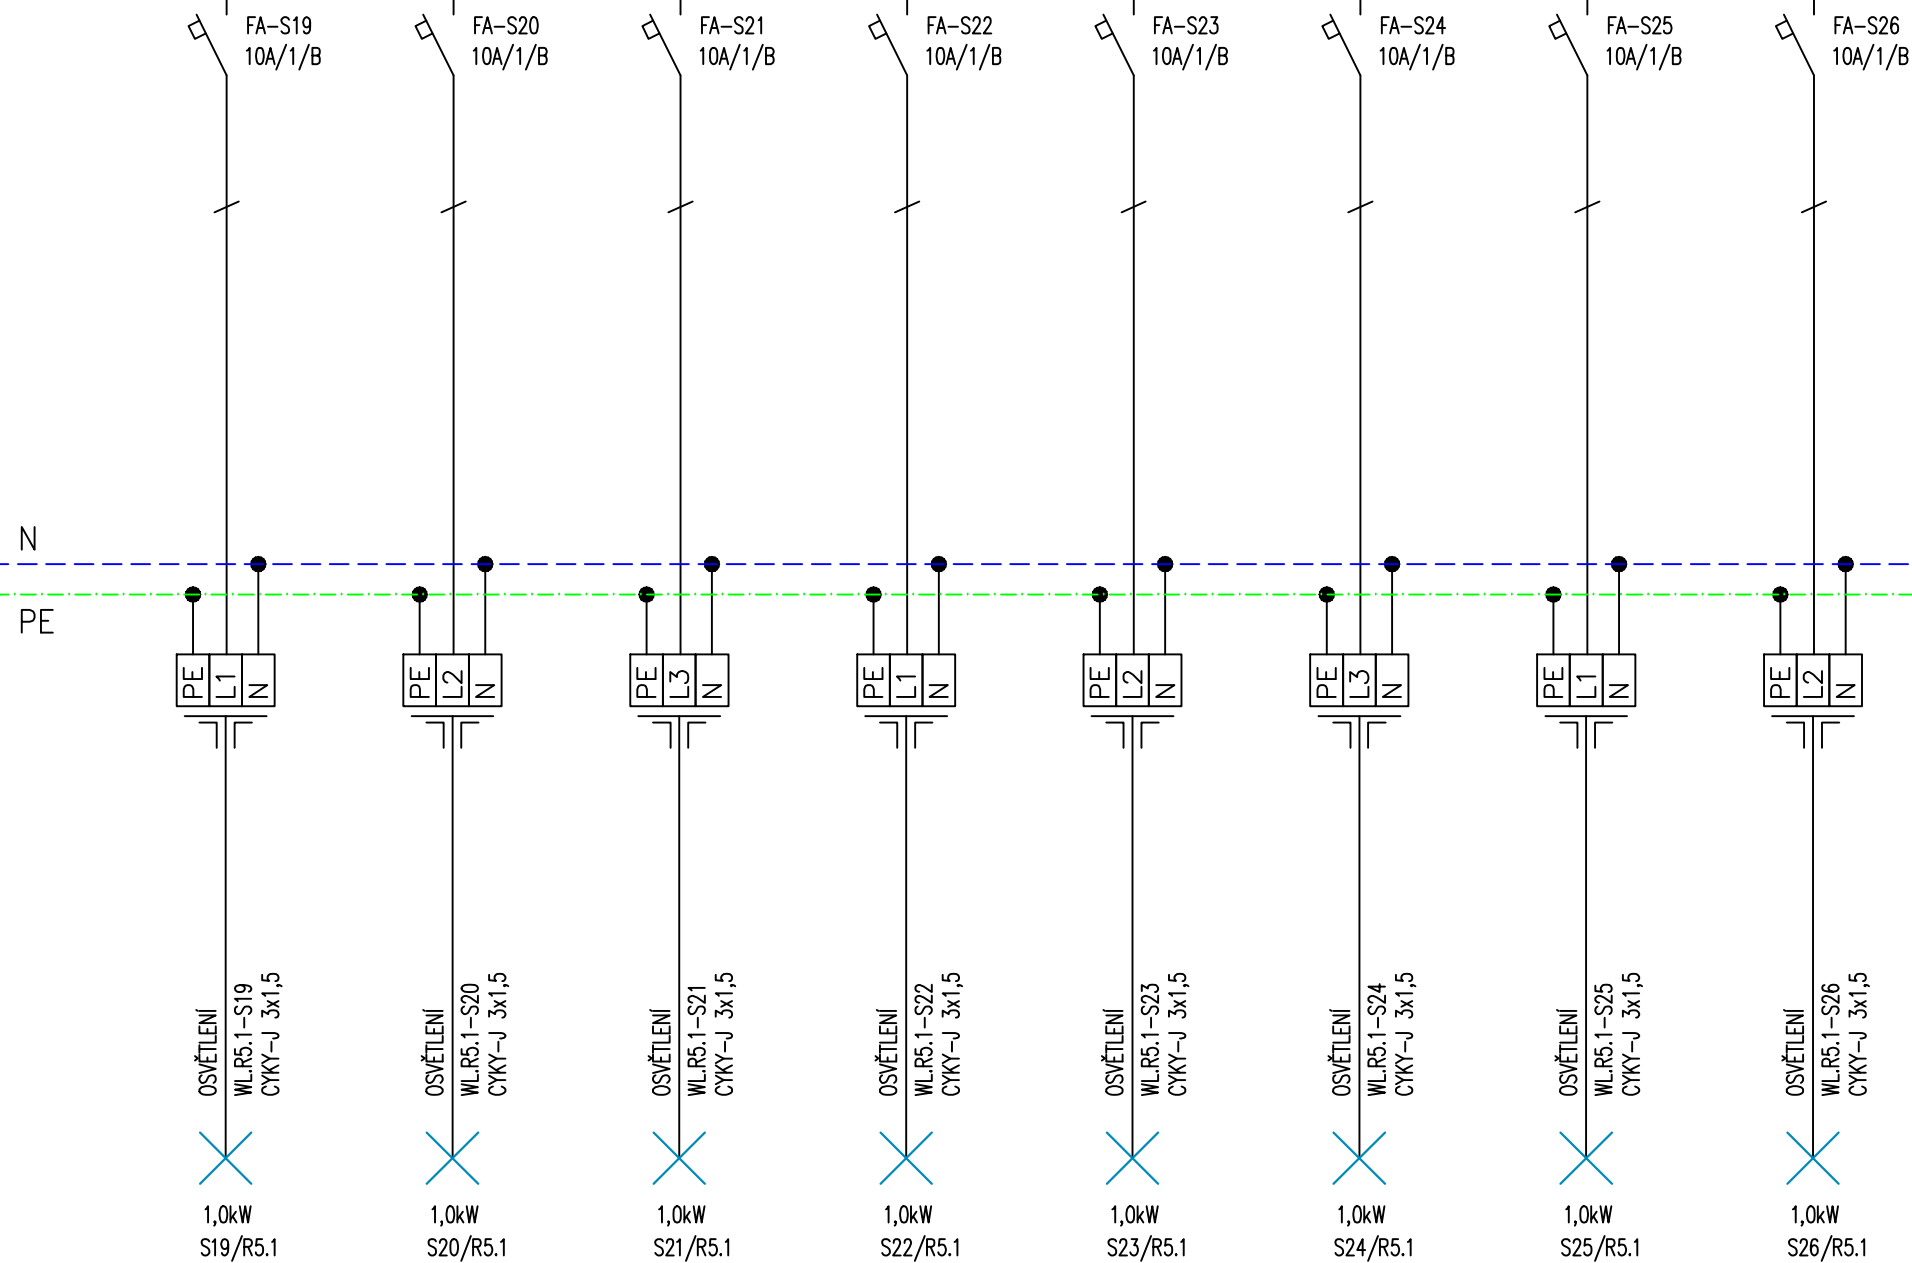 FA-S19
10A/1/B
FA-S20
10A/1/B
FA-S21
10A/1/B
FA-S22
10A/1/B
FA-S23
10A/1/B
FA-S24
10A/1/B
FA-S25
10A/1/B
FA-S26
10A/1/B
N
PE
PE L1 N
PE L2 N
PE L3 N
PE L1 N
PE L2 N
PE L3 N
PE L1 N
PE L2 N
OSVĚTLENÍ
WL.R5.1-S19
CYKY-J 3x1,5
OSVĚTLENÍ
WL.R5.1-S20
CYKY-J 3x1,5
OSVĚTLENÍ
WL.R5.1-S21
CYKY-J 3x1,5
OSVĚTLENÍ
WL.R5.1-S22
CYKY-J 3x1,5
OSVĚTLENÍ
WL.R5.1-S23
CYKY-J 3x1,5
OSVĚTLENÍ
WL.R5.1-S24
CYKY-J 3x1,5
OSVĚTLENÍ
WL.R5.1-S25
CYKY-J 3x1,5
OSVĚTLENÍ
WL.R5.1-S26
CYKY-J 3x1,5
1,0kW
S19/R5.1
1,0kW
S20/R5.1
1,0kW
S21/R5.1
1,0kW
S22/R5.1
1,0kW
S23/R5.1
1,0kW
S24/R5.1
1,0kW
S25/R5.1
1,0kW
S26/R5.1